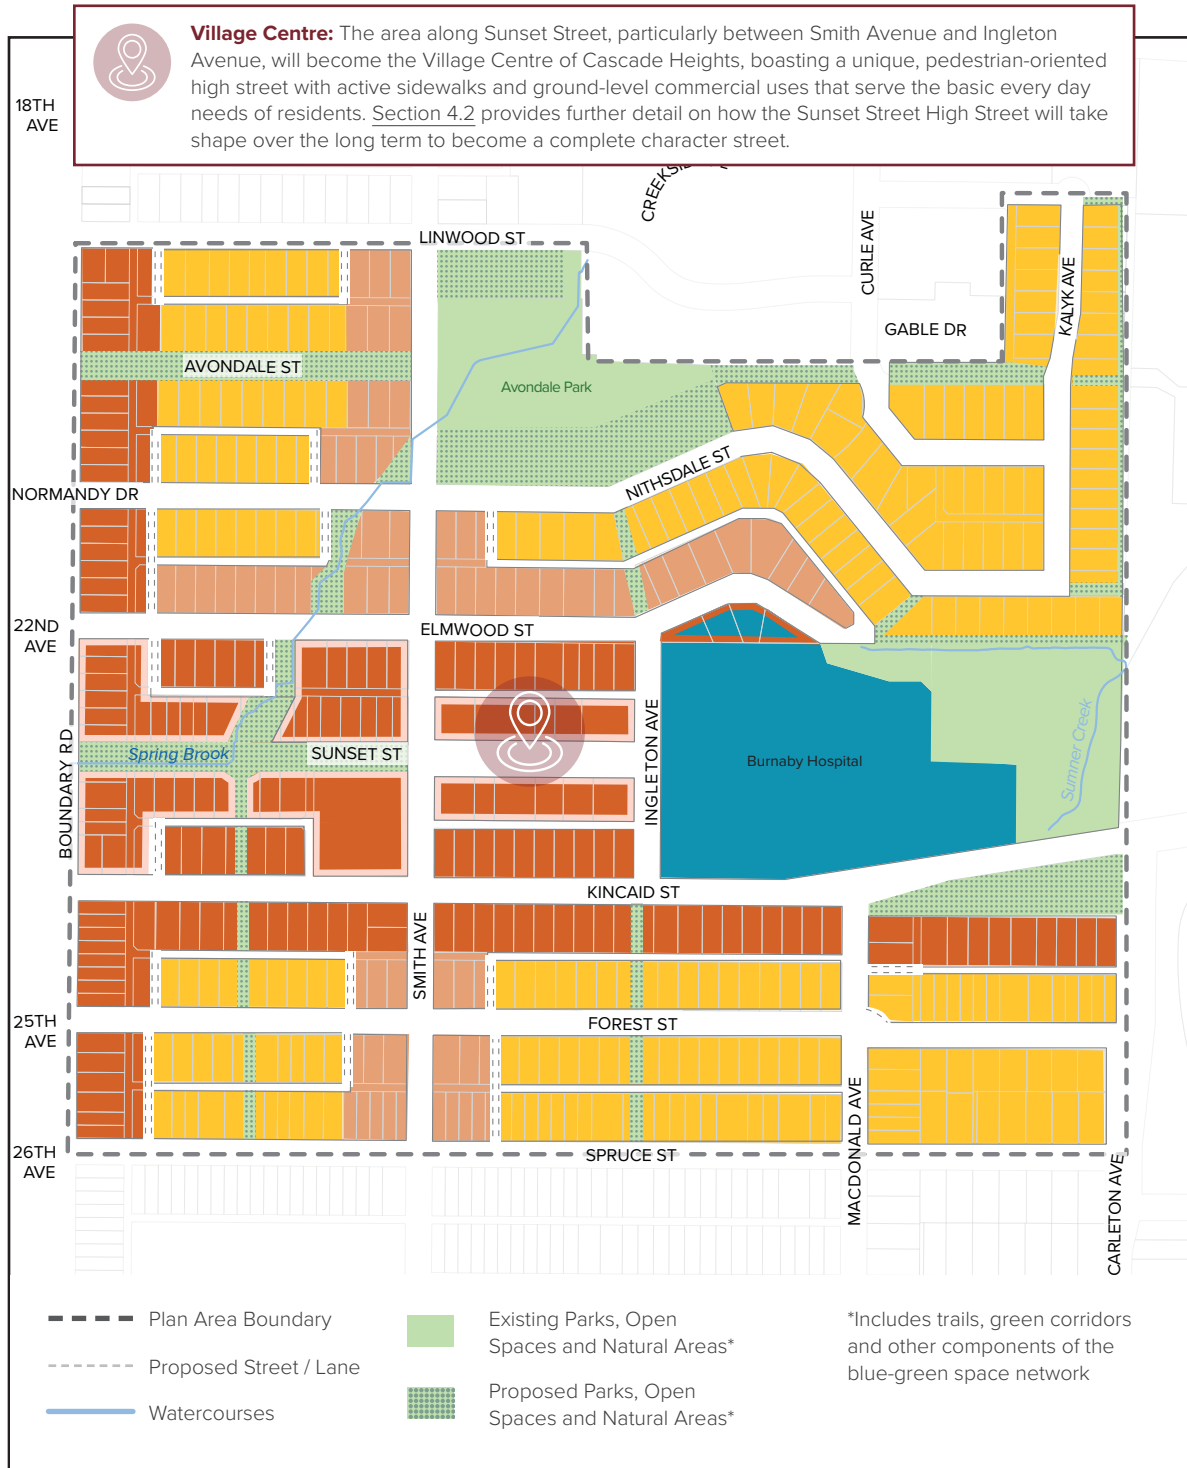 Village Centre: The area along Sunset Street, particularly between Smith Avenue and Ingleton
Avenue, will become the Village Centre of Cascade Heights, boasting a unique, pedestrian-oriented
high street with active sidewalks and ground-level commercial uses that serve the basic every day
needs of residents. Section 4.2 provides further detail on how the Sunset Street High Street will take
shape over the long term to become a complete character street.
18TH
AVE
LINWOOD ST
CURLE AVE
KALYK AVE
GABLE DR
AVONDALE ST
Avondale Park
NITHSDALE ST
NORMANDY DR
22ND
AVE
ELMWOOD ST
BOUNDARY RD
Spring Brook
SUNSET ST
INGLETON AVE
Burnaby Hospital
Sumner Creek
KINCAID ST
SMITH AVE
25TH
AVE
FOREST ST
MACDONALD AVE
26TH
AVE
SPRUCE ST
CARLETON AVE
Plan Area Boundary
Proposed Street / Lane
Watercourses
Existing Parks, Open
Spaces and Natural Areas*
Proposed Parks, Open
Spaces and Natural Areas*
*Includes trails, green corridors
and other components of the
blue-green space network